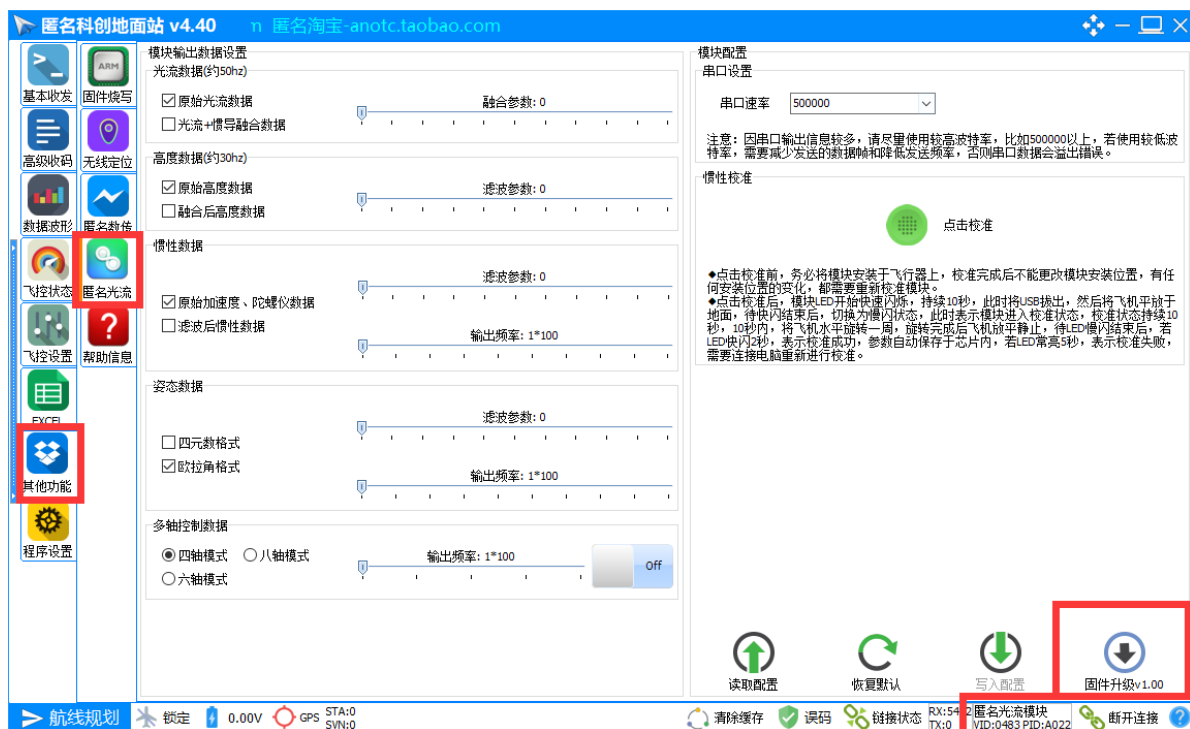 匿名科创地面站 v4.40
n 匿名淘宝-anotc.taobao.com
基本收发
高级收码
数据波形
飞控状态
飞控设置
EXCEL
其他功能
程序设置
固件烧写
无线定位
匿名数传
匿名光流
帮助信息
ARM
模块输出数据设置
光流数据(约50hz)
原始光流数据
光流+惯导融合数据
融合参数: 0
高度数据(约30hz)
原始高度数据
融合后高度数据
滤波参数: 0
惯性数据
滤波参数: 0
原始加速度、陀螺仪数据
滤波后惯性数据
输出频率: 1*100
姿态数据
滤波参数: 0
四元数格式
欧拉角格式
输出频率: 1*100
多轴控制数据
四轴模式
八轴模式
六轴模式
输出频率: 1*100
Off
模块配置
串口设置
串口速率
500000
注意：因串口输出信息较多，请尽量使用较高波特率，比如500000以上，若使用较低波
特率，需要减少发送的数据帧和降低发送频率，否则串口数据会溢出错误。
惯性校准
点击校准
◆点击校准前，务必将模块安装于飞行器上，校准完成后不能更改模块安装位置，有任
何安装位置的变化，都需要重新校准模块。
◆点击校准后，模块LED开始快速闪烁，持续10秒，此时将USB拔出，然后将飞机平放于
地面，待快闪结束后，切换为慢闪状态，此时表示模块进入校准状态，校准状态持续10
秒，10秒内，将飞机水平旋转一周，旋转完成后飞机放平静止，待LED慢闪结束后，若
LED快闪2秒，表示校准成功，参数自动保存于芯片内，若LED常亮5秒，表示校准失败，
需要连接电脑重新进行校准。
读取配置
恢复默认
写入配置
固件升级v1.00
航线规划
锁定
0.00V
GPS
STA:0
SVN:0
清除缓存
误码
链接状态
TX:0
匿名光流模块
VID:0483 PID:A022
断开连接